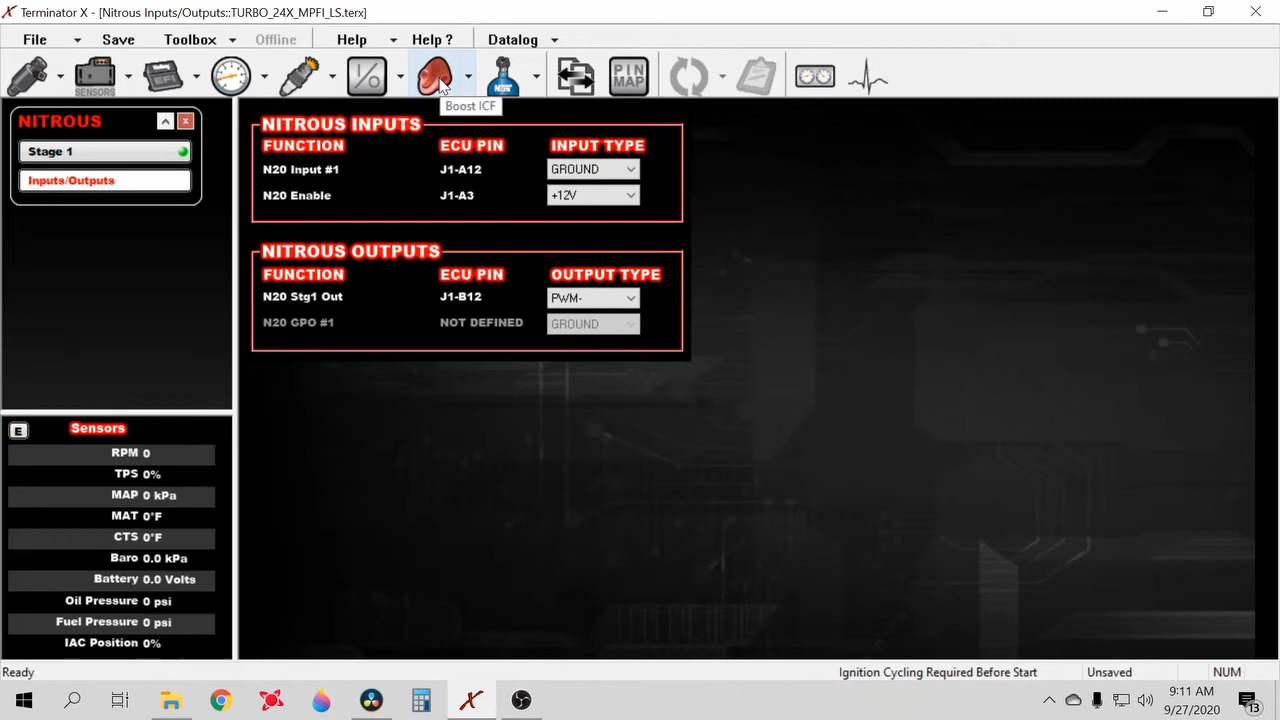 Terminator X - [Nitrous Inputs/Outputs::TURBO_24X_MPFI_LS.terx]
File Save Toolbox Offline Help Help ? Datalog
SENSORS EFI I/O NOT PIN MAP
Boost ICF
NITROUS
Stage 1
Inputs/Outputs
NITROUS INPUTS
FUNCTION ECU PIN INPUT TYPE
N20 Input #1 J1-A12 GROUND
N20 Enable J1-A3 +12V
NITROUS OUTPUTS
FUNCTION ECU PIN OUTPUT TYPE
N20 Stg1 Out J1-B12 PWM-
N20 GPO #1 NOT DEFINED GROUND
E Sensors
RPM 0
TPS 0%
MAP 0 kPa
MAT 0°F
CTS 0°F
Baro 0.0 kPa
Battery 0.0 Volts
Oil Pressure 0 psi
Fuel Pressure 0 psi
IAC Position 0%
Ready Ignition Cycling Required Before Start Unsaved NUM
9:11 AM
9/27/2020
13